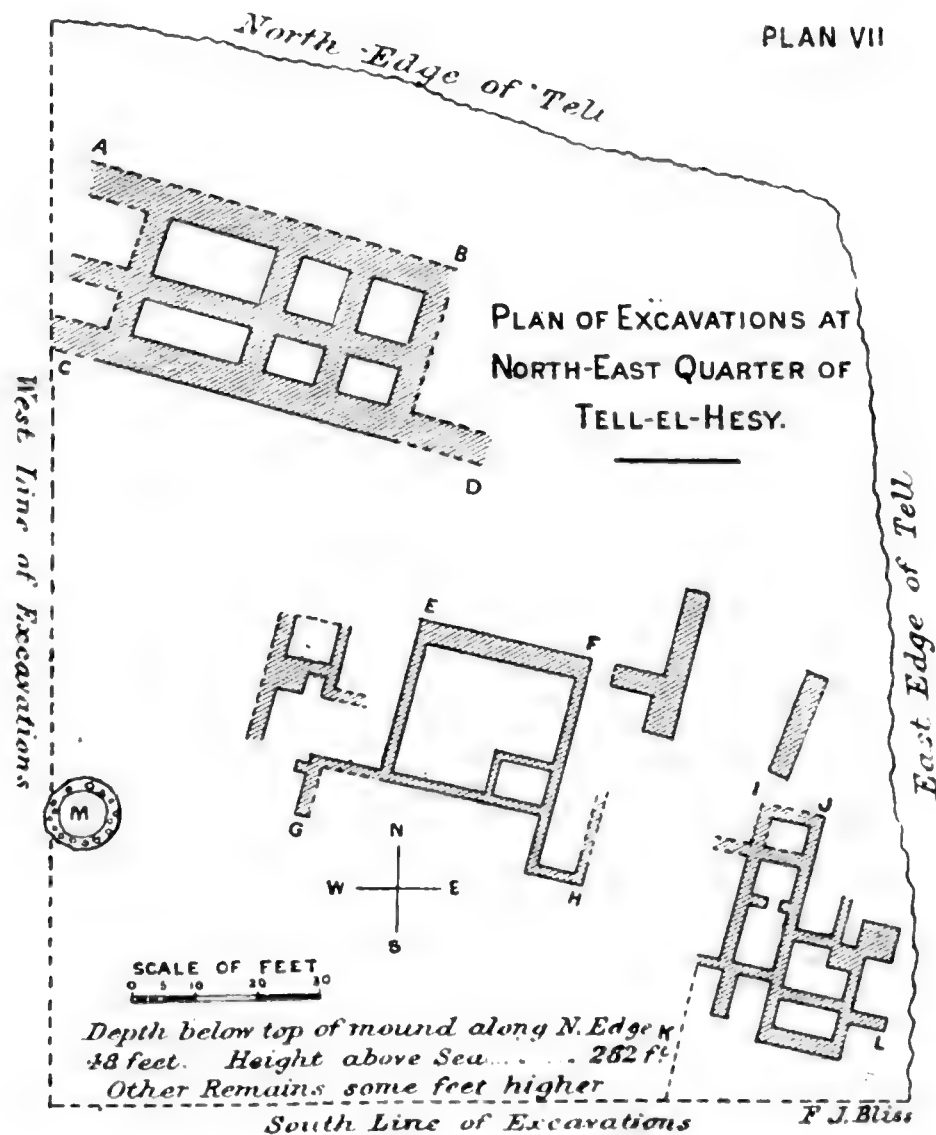 PLAN VII
North Edge of Tell
A
B
C
D
PLAN OF EXCAVATIONS AT
NORTH-EAST QUARTER OF
TELL-EL-HESY.
West Line of Excavations
East Edge of Tell
E
F
I
J
M
G
N
W E
S
H
SCALE OF FEET
0 5 10 20 30
Depth below top of mound along N. Edge
48 feet. Height above Sea . . . . . 282 ft.
Other Remains some feet higher
K
L
South Line of Excavations
F J. Bliss